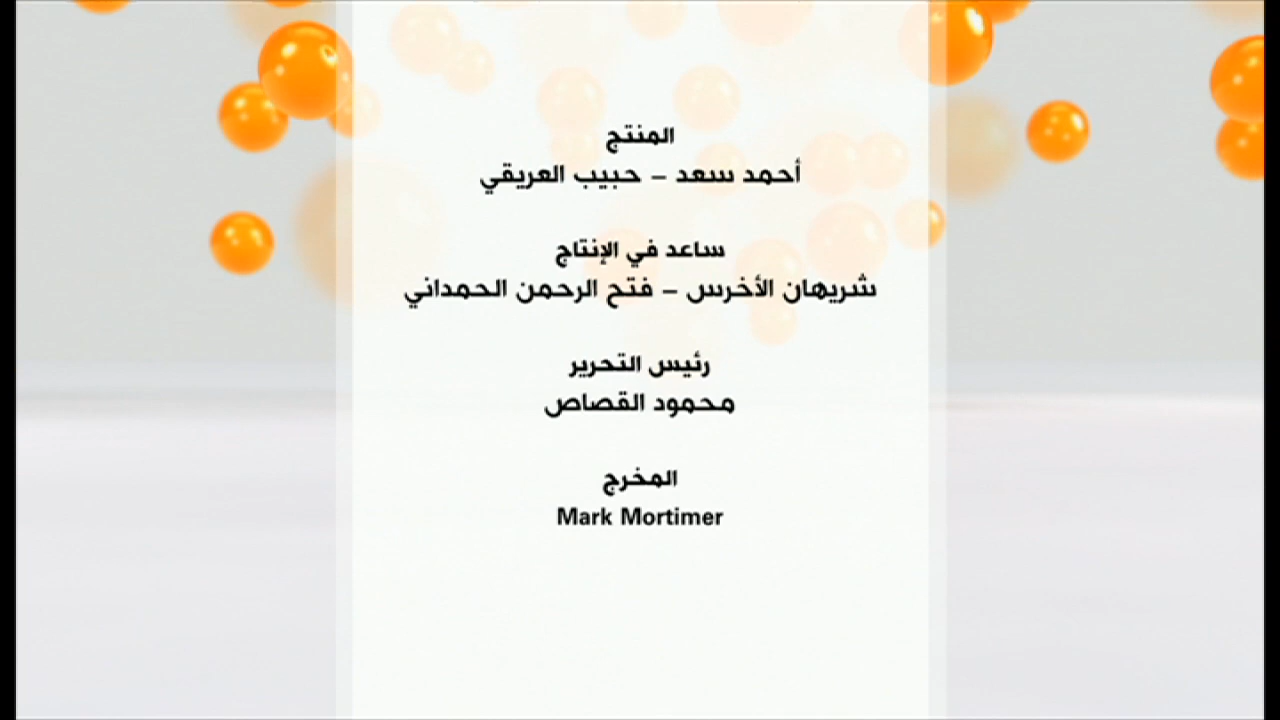 المنتج
أحمد سعد – حبيب العريقي
ساعد في الإنتاج
شريهان الأخرس – فتح الرحمن الحمداني
رئيس التحرير
محمود القصاص
المخرج
Mark Mortimer